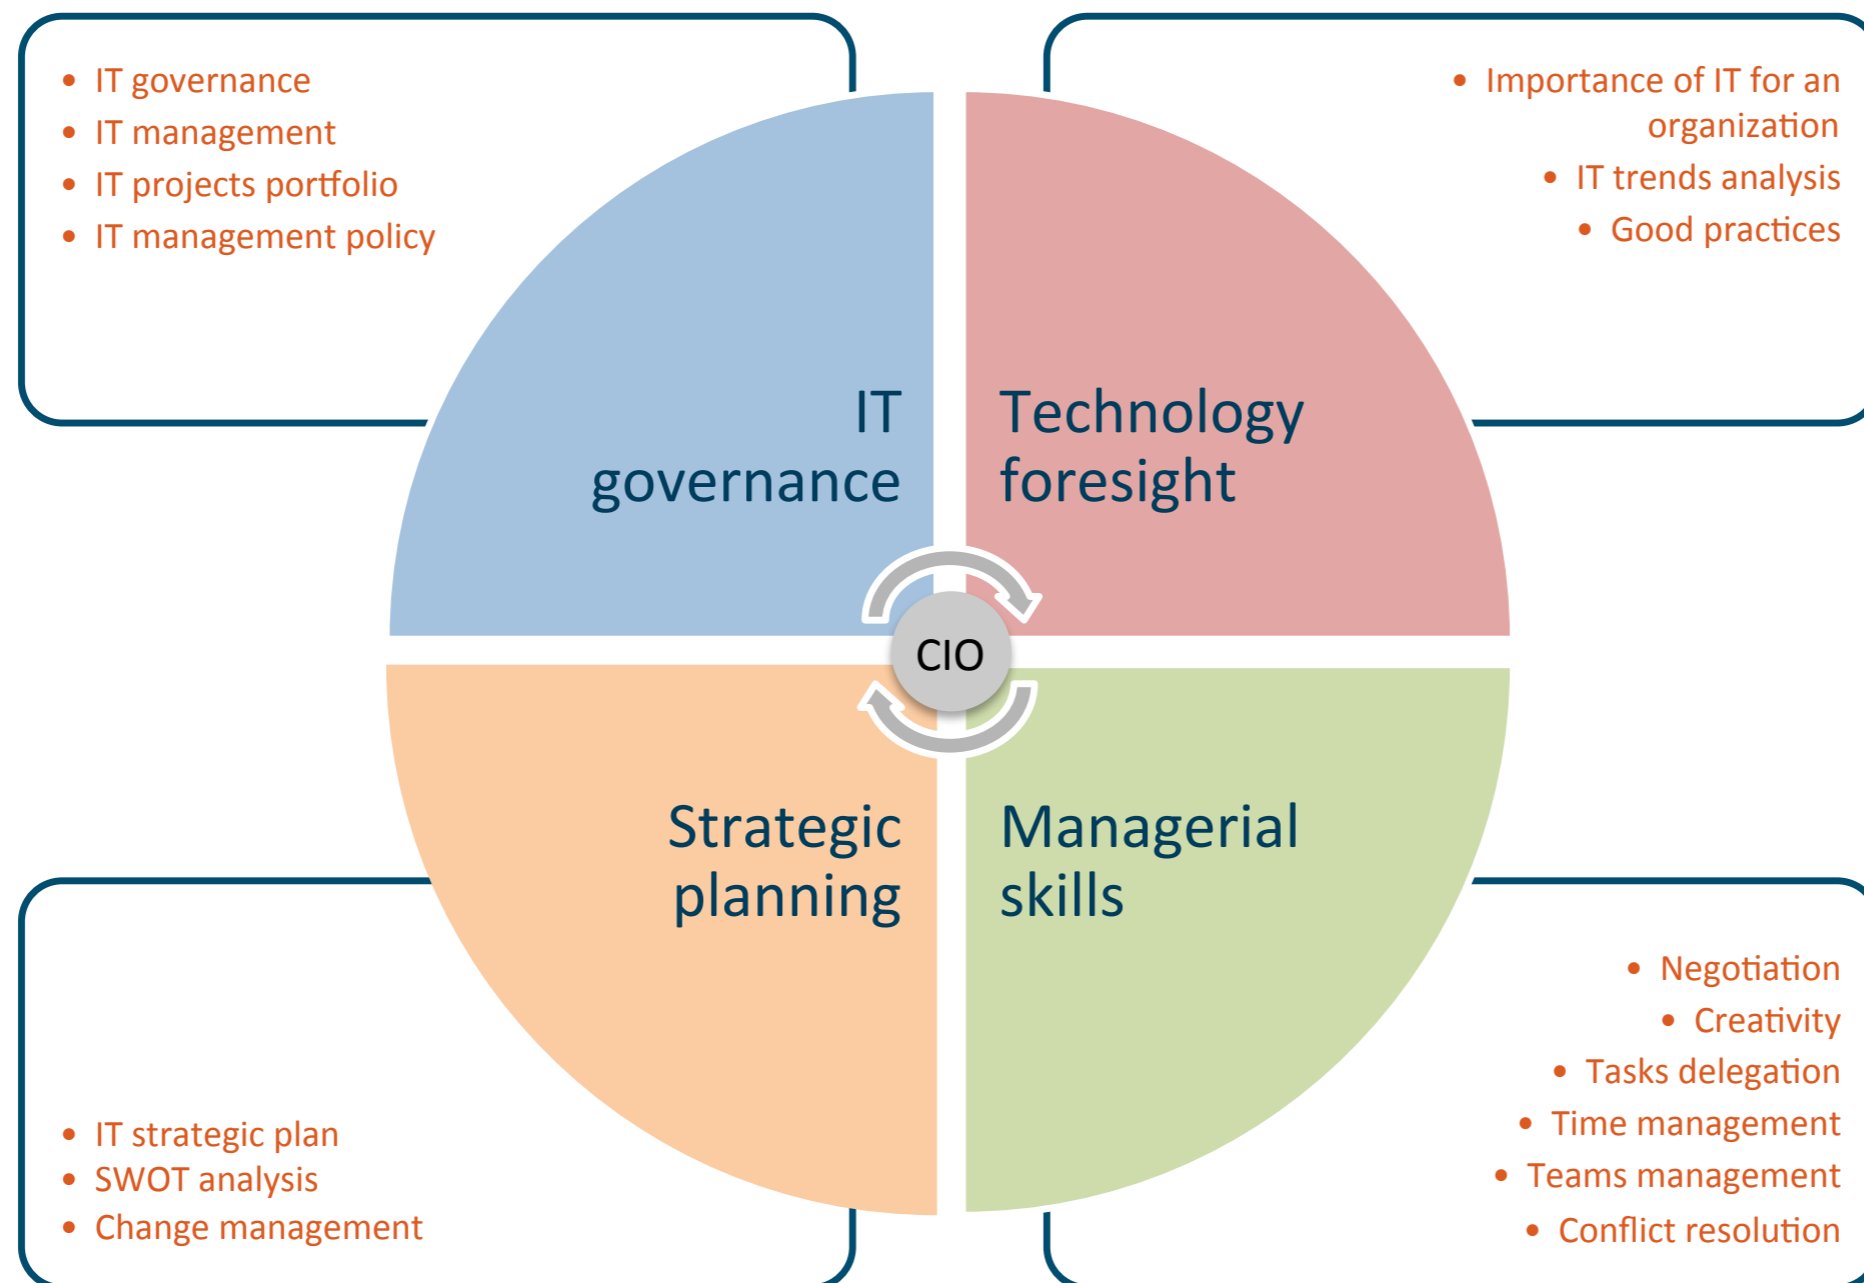 • IT governance
• IT management
• IT projects portfolio
• IT management policy
• Importance of IT for an
organization
• IT trends analysis
• Good practices
IT
governance
Technology
foresight
CIO
Strategic
planning
Managerial
skills
• IT strategic plan
• SWOT analysis
• Change management
• Negotiation
• Creativity
• Tasks delegation
• Time management
• Teams management
• Conflict resolution